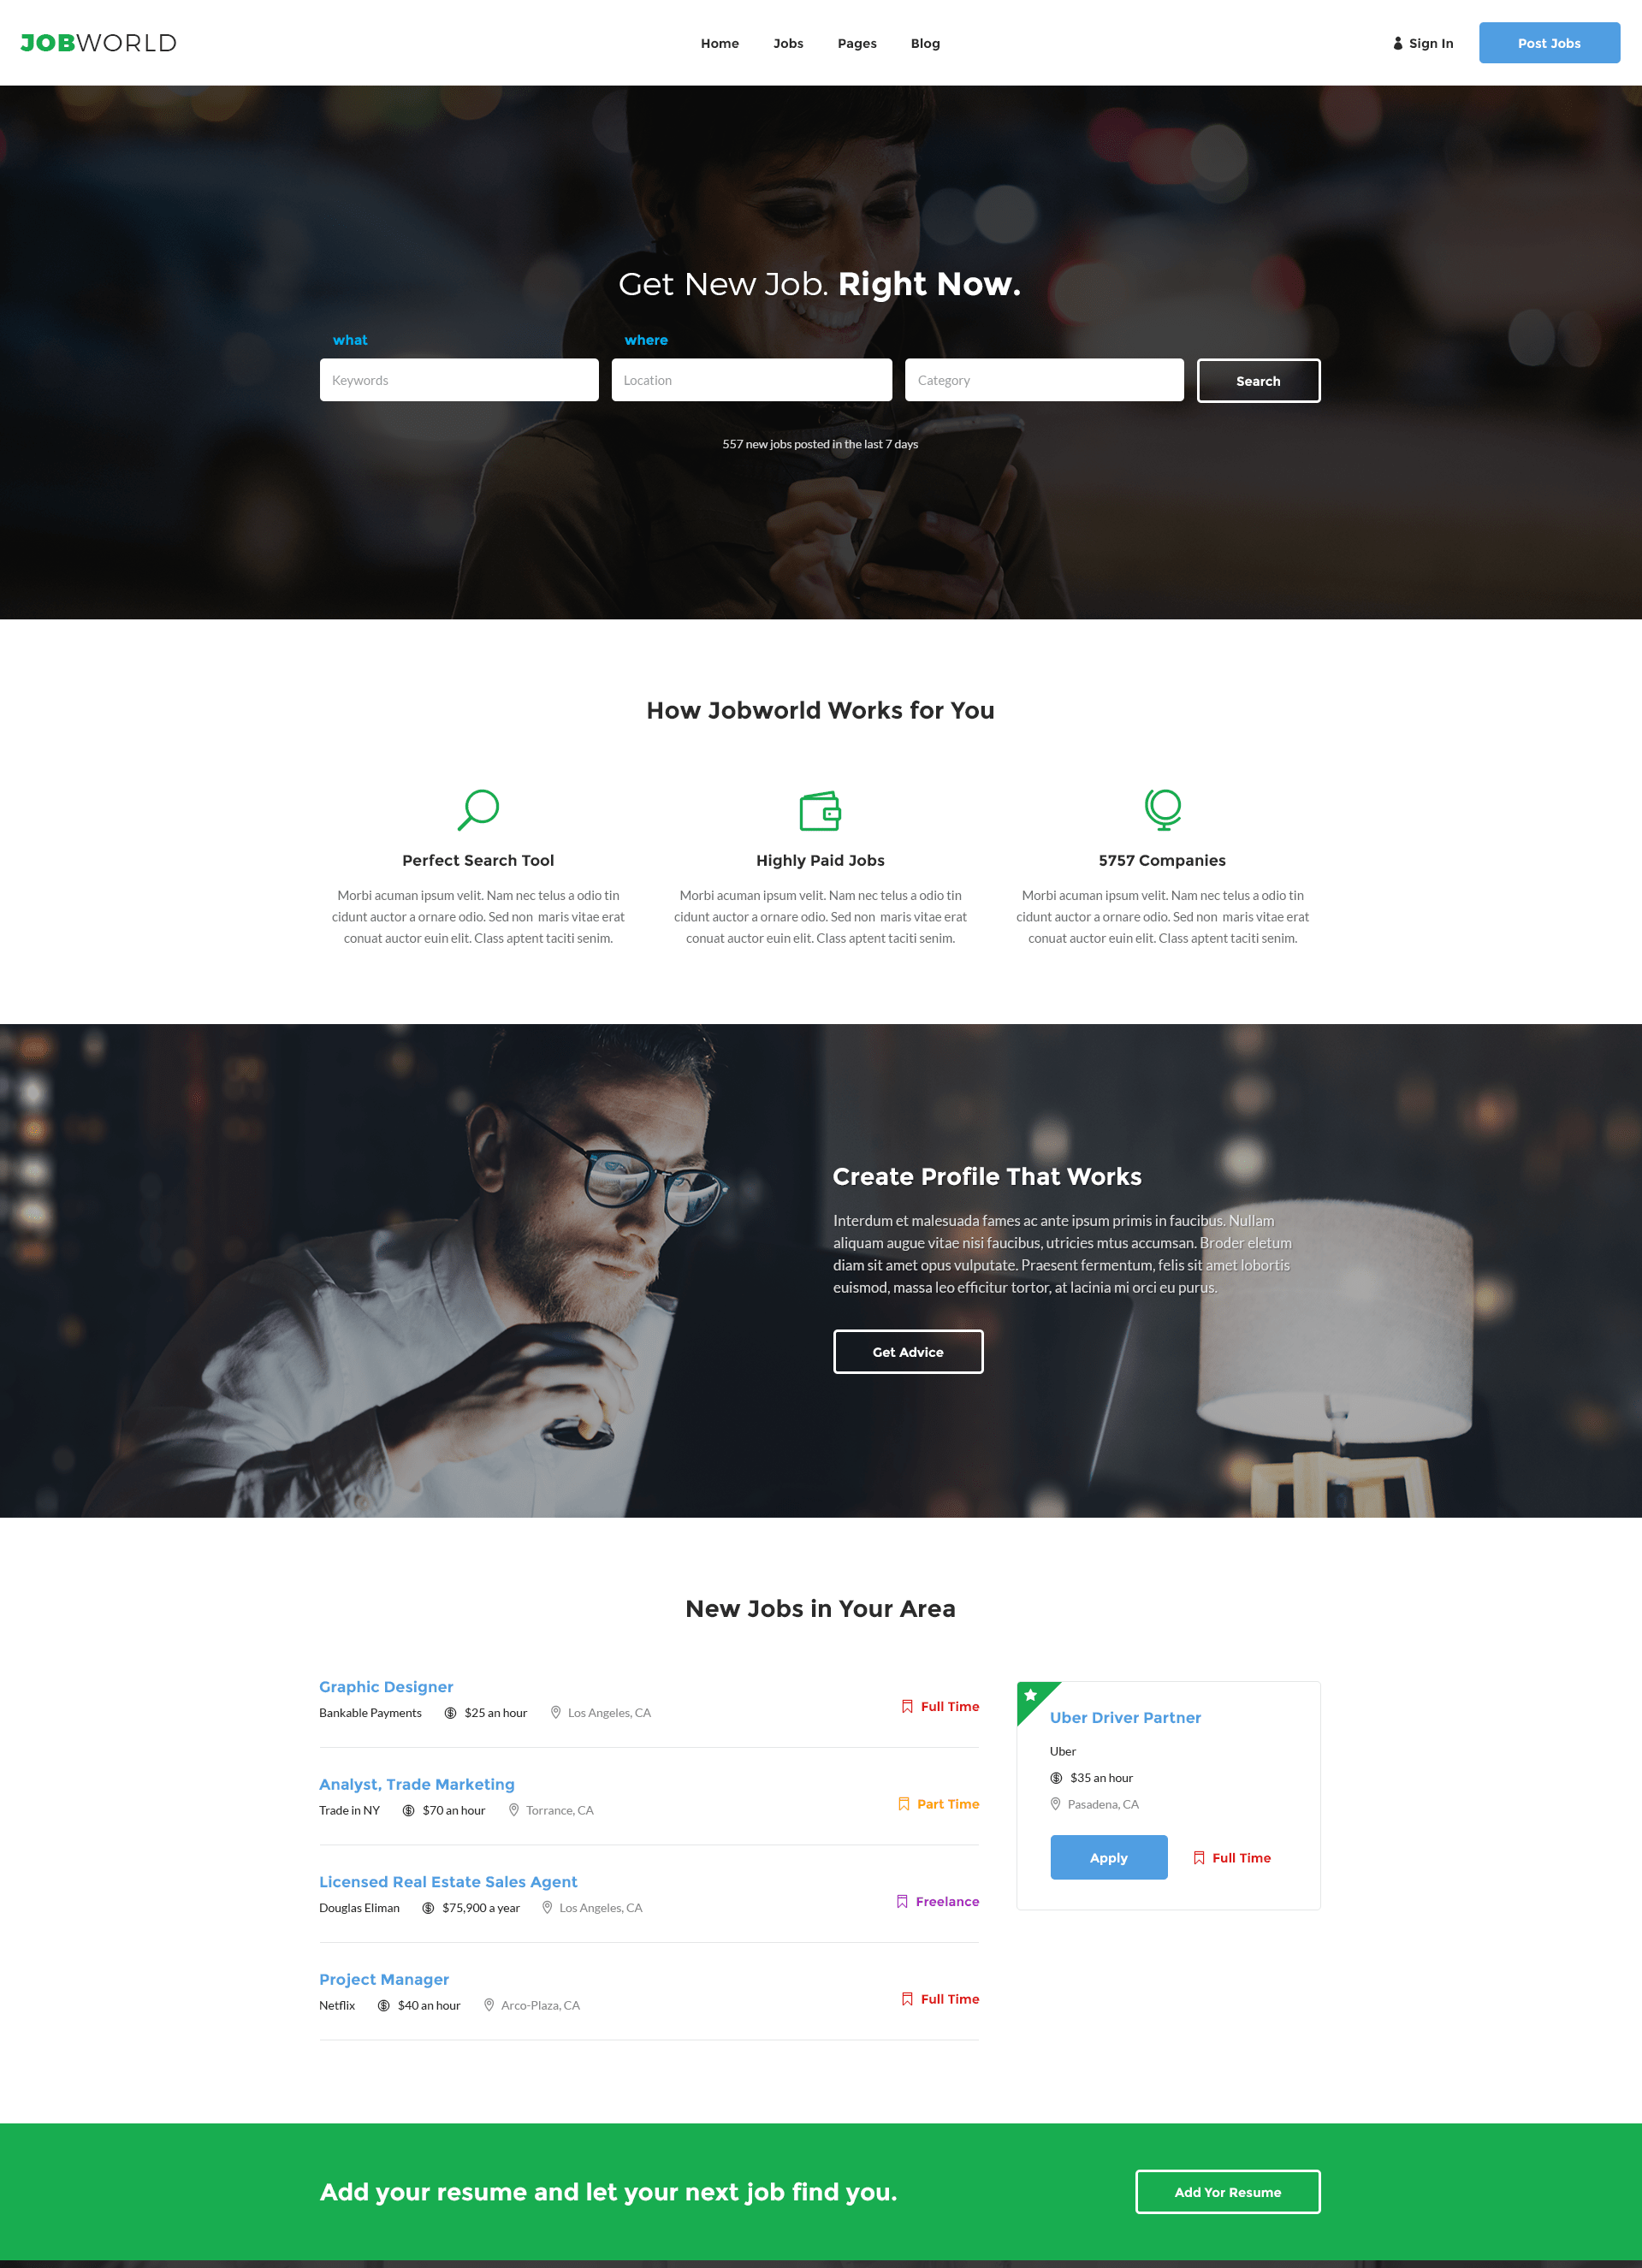 JOBWORLD
Home
Jobs
Pages
Blog
Sign In
Post Jobs
Get New Job. Right Now.
what
where
Keywords
Location
Category
Search
557 new jobs posted in the last 7 days
How Jobworld Works for You
Perfect Search Tool
Morbi acuman ipsum velit. Nam nec telus a odio tin
cidunt auctor a ornare odio. Sed non maris vitae erat
conuat auctor euin elit. Class aptent taciti senim.
Highly Paid Jobs
Morbi acuman ipsum velit. Nam nec telus a odio tin
cidunt auctor a ornare odio. Sed non maris vitae erat
conuat auctor euin elit. Class aptent taciti senim.
5757 Companies
Morbi acuman ipsum velit. Nam nec telus a odio tin
cidunt auctor a ornare odio. Sed non maris vitae erat
conuat auctor euin elit. Class aptent taciti senim.
Create Profile That Works
Interdum et malesuada fames ac ante ipsum primis in faucibus. Nullam
aliquam augue vitae nisi faucibus, utricies mtus accumsan. Broder eletum
diam sit amet opus vulputate. Praesent fermentum, felis sit amet lobortis
euismod, massa leo efficitur tortor, at lacinia mi orci eu purus.
Get Advice
New Jobs in Your Area
Graphic Designer
Bankable Payments $25 an hour Los Angeles, CA
Full Time
Analyst, Trade Marketing
Trade in NY $70 an hour Torrance, CA
Part Time
Licensed Real Estate Sales Agent
Douglas Eliman $75,900 a year Los Angeles, CA
Freelance
Project Manager
Netflix $40 an hour Arco-Plaza, CA
Full Time
Uber Driver Partner
Uber
$35 an hour
Pasadena, CA
Apply
Full Time
Add your resume and let your next job find you.
Add Yor Resume